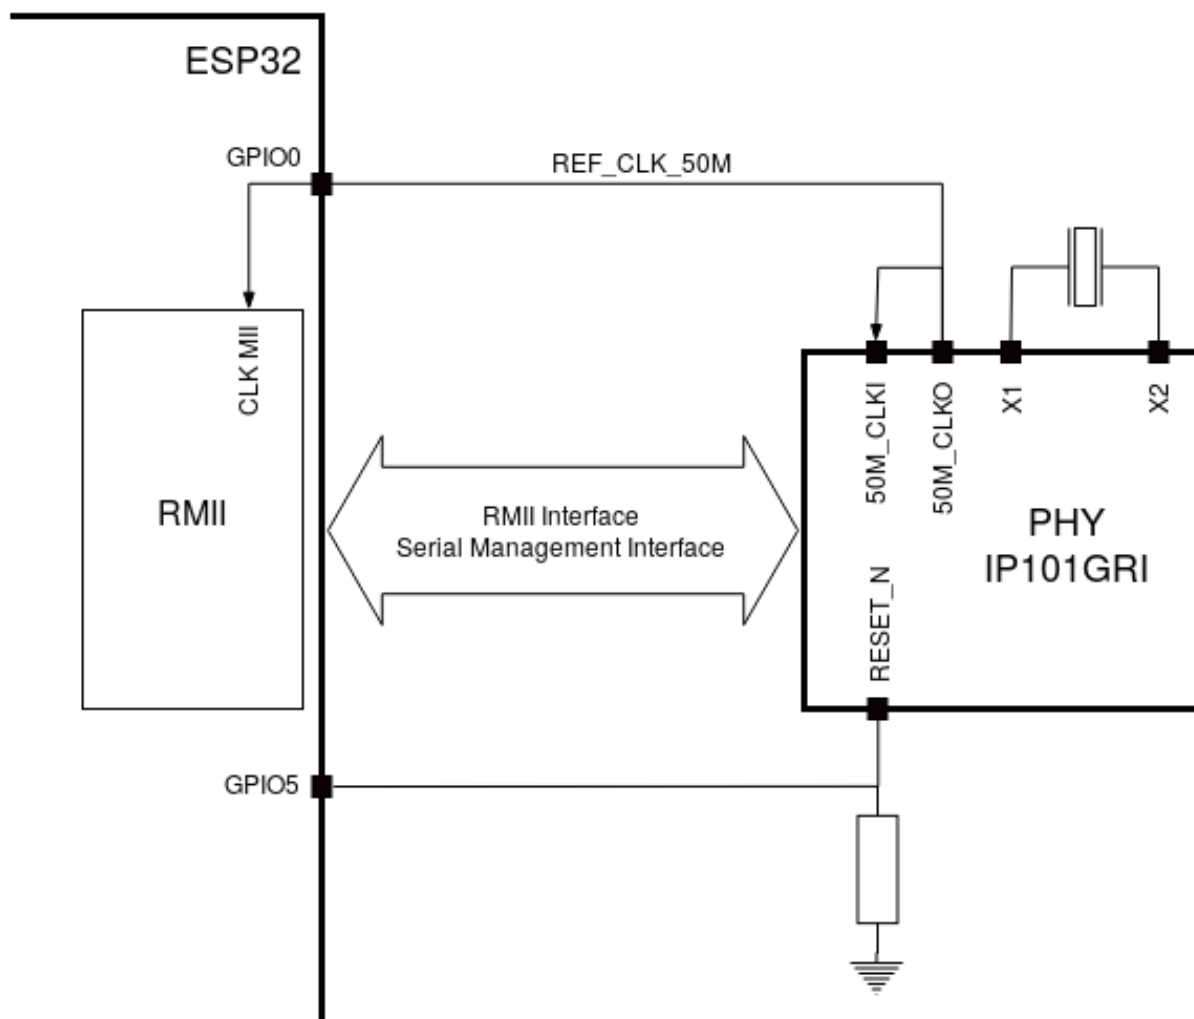 ESP32
GPIO0
REF_CLK_50M
CLK MII
RMII
RMII Interface
Serial Management Interface
50M_CLKI
50M_CLKO
X1
X2
PHY
IP101GRI
RESET_N
GPIO5